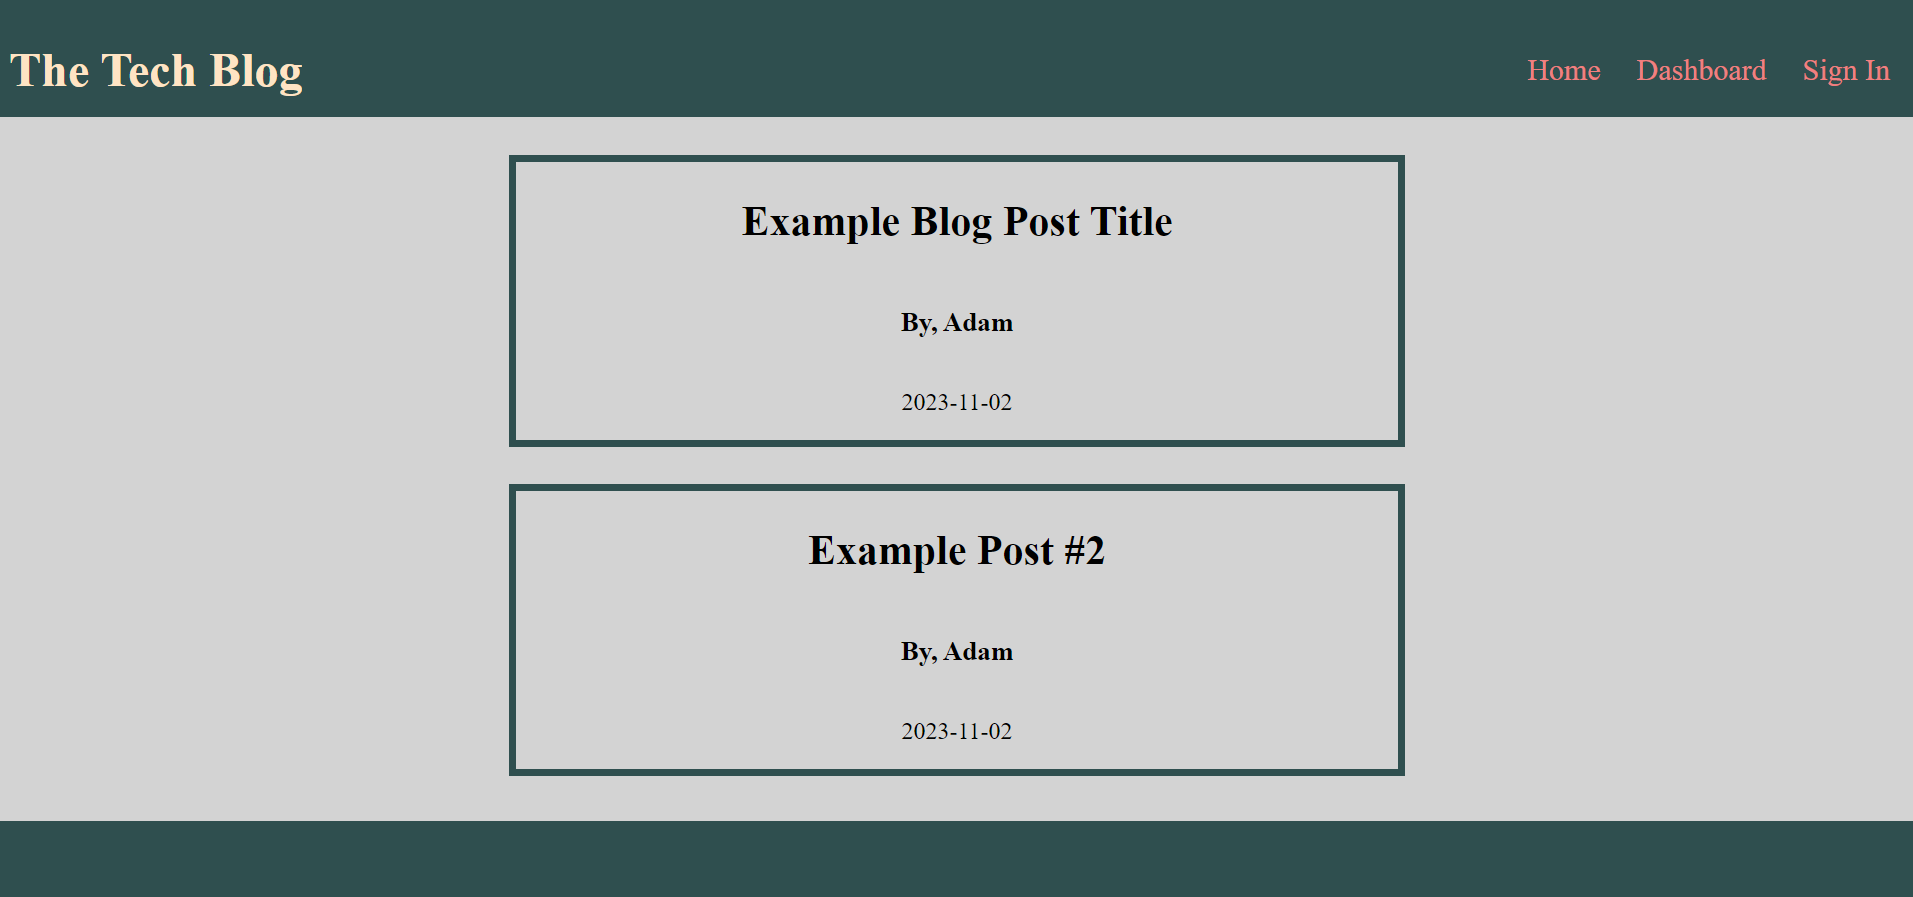 The Tech Blog
Home Dashboard Sign In
Example Blog Post Title
By, Adam
2023-11-02
Example Post #2
By, Adam
2023-11-02